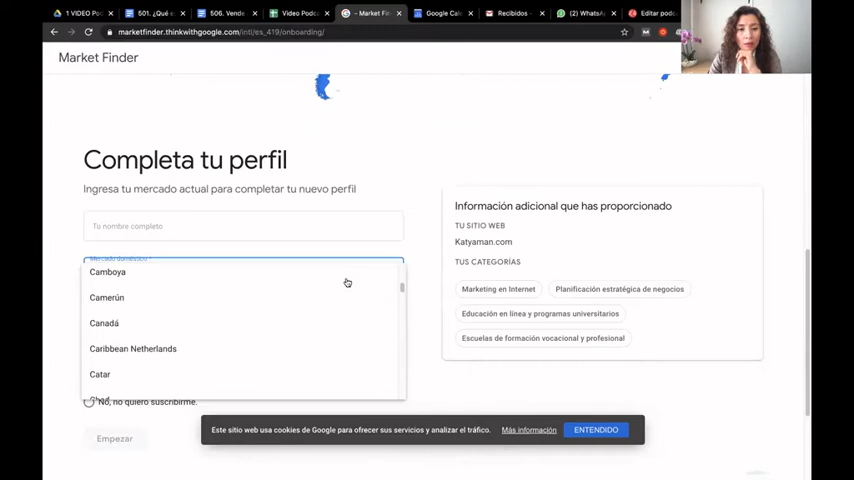 1 VIDEO Pod
501. ¿Qué e
506. Vende
Video Podc
- Market Fin
Google Cal
Recibidos -
(2) WhatsA
Editar podc
marketfinder.thinkwithgoogle.com/intl/es_419/onboarding/
Market Finder
Completa tu perfil
Ingresa tu mercado actual para completar tu nuevo perfil
Tu nombre completo
Mercado doméstico *
Camboya
Camerún
Canadá
Caribbean Netherlands
Catar
Chad
No, no quiero suscribirme.
Empezar
Información adicional que has proporcionado
TU SITIO WEB
Katyaman.com
TUS CATEGORÍAS
Marketing en Internet
Planificación estratégica de negocios
Educación en línea y programas universitarios
Escuelas de formación vocacional y profesional
Este sitio web usa cookies de Google para ofrecer sus servicios y analizar el tráfico.
Más información
ENTENDIDO